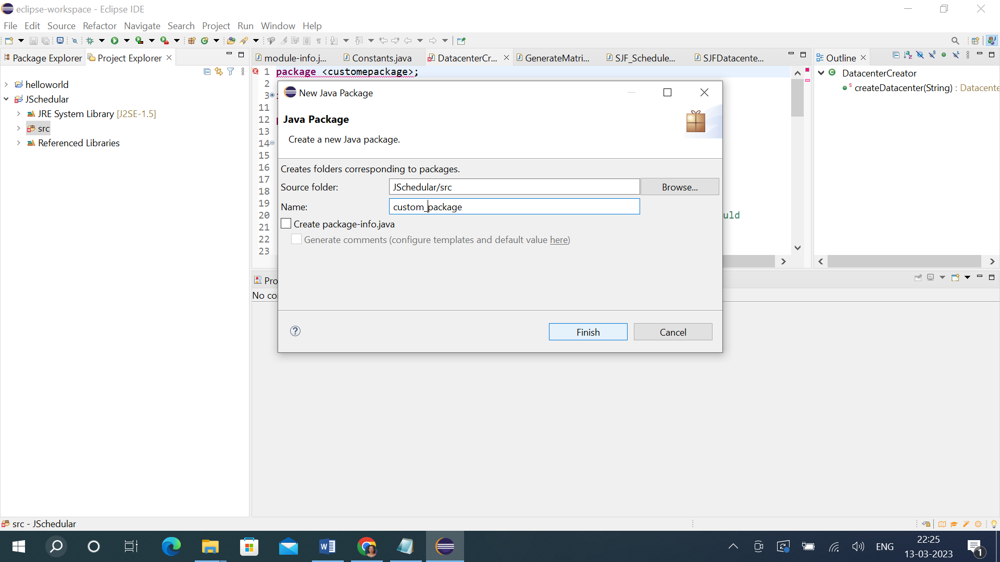 eclipse-workspace - Eclipse IDE
File Edit Source Refactor Navigate Search Project Run Window Help
Package Explorer Project Explorer
module-info.j... Constants.java DatacenterCr... GenerateMatri... SJF_Schedule... SJFDatacente...
Outline
helloworld
JSchedular
JRE System Library [J2SE-1.5]
src
Referenced Libraries
1 package <customepackage>;
2
3
11
12
13
14
15
16
17
18
19
20 uld
21
22
23
DatacenterCreator
createDatacenter(String) : Datacente
New Java Package
Java Package
Create a new Java package.
Creates folders corresponding to packages.
Source folder: JSchedular/src Browse...
Name: custom_package
Create package-info.java
Generate comments (configure templates and default value here)
Finish Cancel
Pro
No co
src - JSchedular
ENG
22:25
13-03-2023
1